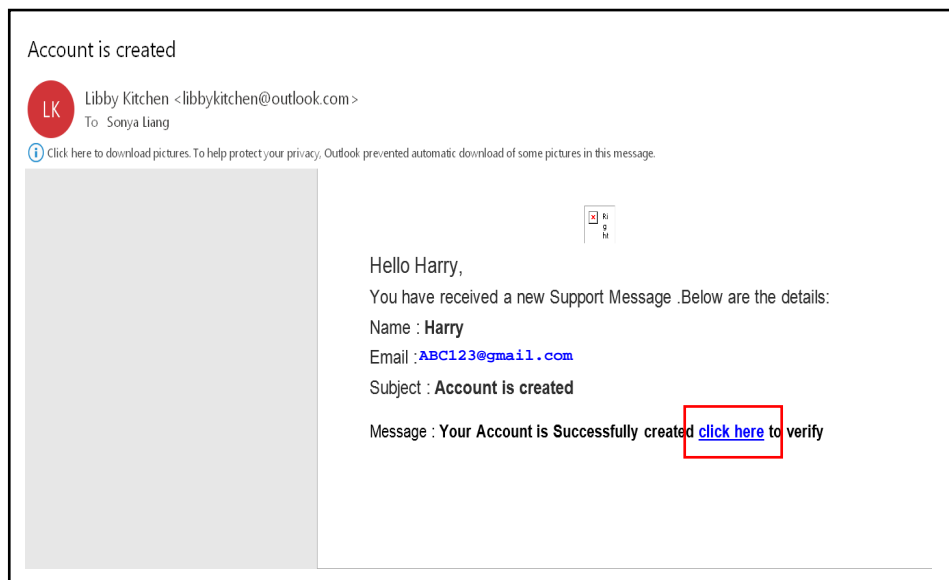 Account is created
LK
Libby Kitchen <libbykitchen@outlook.com>
To Sonya Liang
i Click here to download pictures. To help protect your privacy, Outlook prevented automatic download of some pictures in this message.
x Ri
g
ht
Hello Harry,
You have received a new Support Message .Below are the details:
Name : Harry
Email : ABC123@gmail.com
Subject : Account is created
Message : Your Account is Successfully created click here to verify